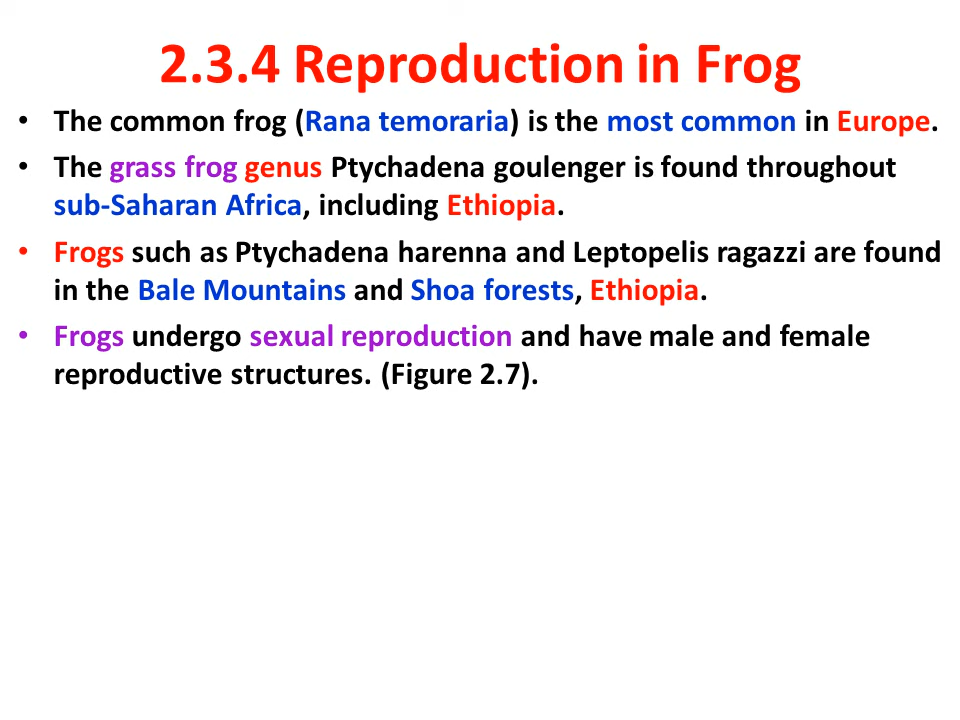 2.3.4 Reproduction in Frog
• The common frog (Rana temoraria) is the most common in Europe.
• The grass frog genus Ptychadena goulenger is found throughout
sub-Saharan Africa, including Ethiopia.
• Frogs such as Ptychadena harenna and Leptopelis ragazzi are found
in the Bale Mountains and Shoa forests, Ethiopia.
• Frogs undergo sexual reproduction and have male and female
reproductive structures. (Figure 2.7).